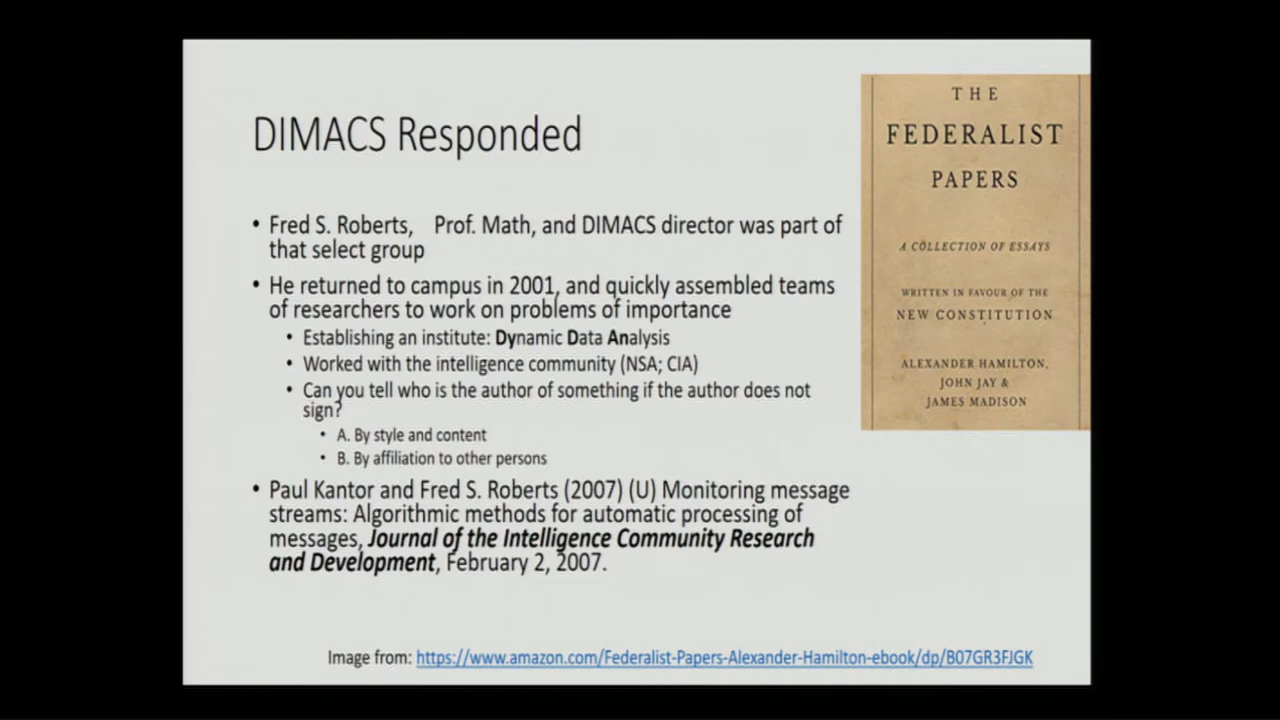 DIMACS Responded
• Fred S. Roberts, Prof. Math, and DIMACS director was part of
that select group
• He returned to campus in 2001, and quickly assembled teams
of researchers to work on problems of importance
• Establishing an institute: Dynamic Data Analysis
• Worked with the intelligence community (NSA; CIA)
• Can you tell who is the author of something if the author does not
sign?
• A. By style and content
• B. By affiliation to other persons
• Paul Kantor and Fred S. Roberts (2007) (U) Monitoring message
streams: Algorithmic methods for automatic processing of
messages, Journal of the Intelligence Community Research
and Development, February 2, 2007.
THE
FEDERALIST
PAPERS
A COLLECTION OF ESSAYS
WRITTEN IN FAVOUR OF THE
NEW CONSTITUTION
ALEXANDER HAMILTON,
JOHN JAY &
JAMES MADISON
Image from: https://www.amazon.com/Federalist-Papers-Alexander-Hamilton-ebook/dp/B07GR3FJGK